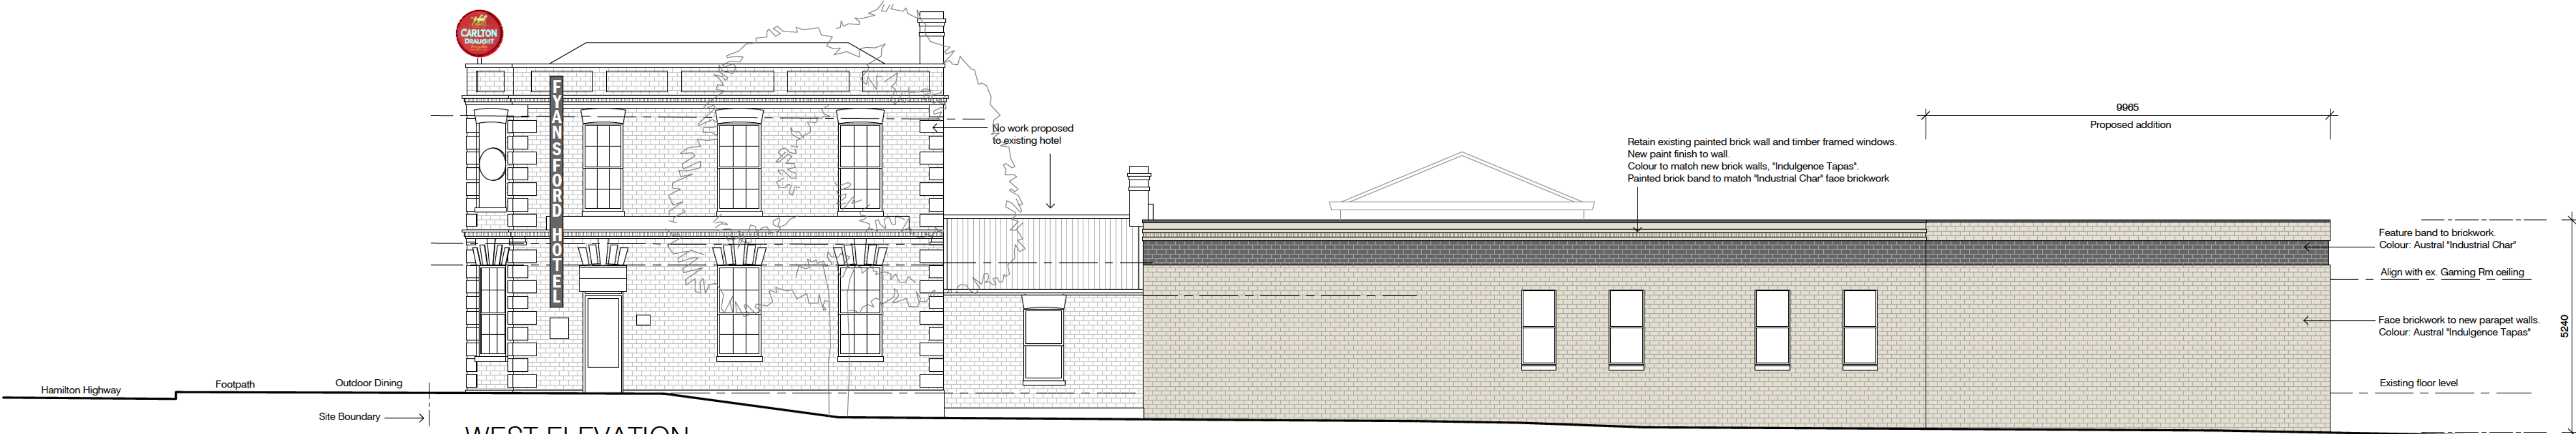 CARLTON
DRAUGHT
FYANSFORD HOTEL
No work proposed
to existing hotel
Retain existing painted brick wall and timber framed windows.
New paint finish to wall.
Colour to match new brick walls, "Indulgence Tapas".
Painted brick band to match "Industrial Char" face brickwork
9965
Proposed addition
Feature band to brickwork.
Colour: Austral "Industrial Char"
Align with ex. Gaming Rm ceiling
Face brickwork to new parapet walls.
Colour: Austral "Indulgence Tapas"
5240
Existing floor level
Hamilton Highway
Footpath
Outdoor Dining
Site Boundary
WEST ELEVATION